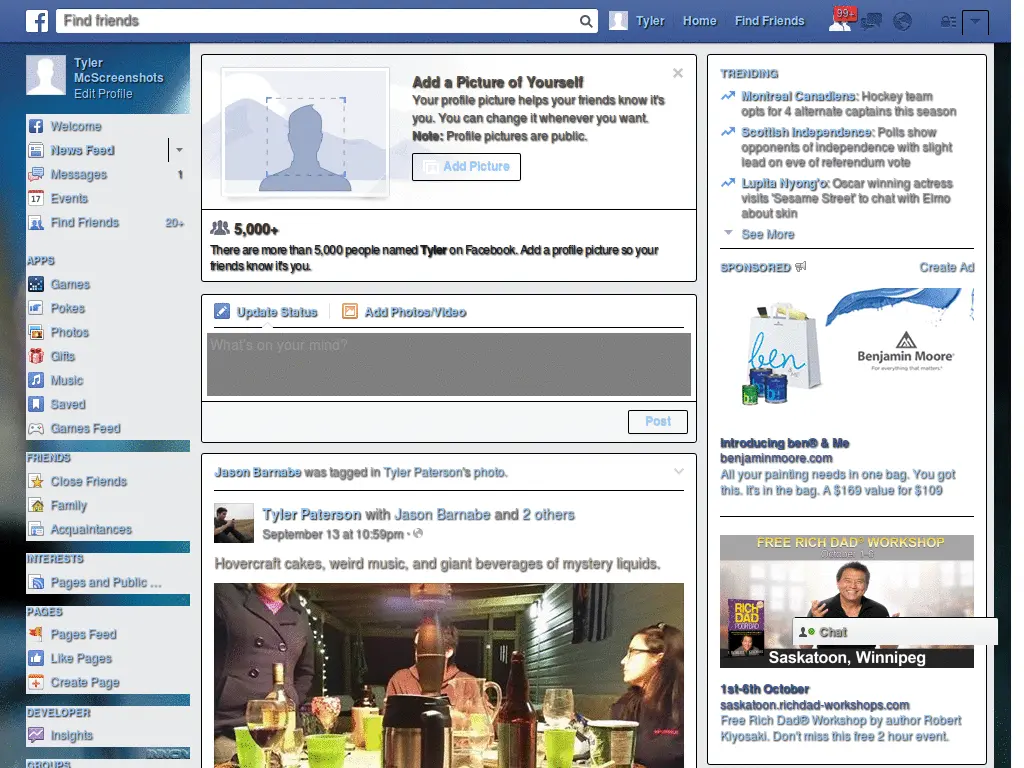 Find friends
Tyler
Home
Find Friends
99+
Tyler
McScreenshots
Edit Profile
Welcome
News Feed
Messages 1
17 Events
Find Friends 20+
APPS
Games
Pokes
Photos
Gifts
Music
Saved
Games Feed
FRIENDS
Close Friends
Family
Acquaintances
INTERESTS
Pages and Public ...
PAGES
Pages Feed
Like Pages
Create Page
DEVELOPER
Insights
GROUPS
Add a Picture of Yourself
Your profile picture helps your friends know it's
you. You can change it whenever you want.
Note: Profile pictures are public.
Add Picture
5,000+
There are more than 5,000 people named Tyler on Facebook. Add a profile picture so your
friends know it's you.
Update Status
Add Photos/Video
What's on your mind?
Post
Jason Barnabe was tagged in Tyler Paterson's photo.
Tyler Paterson with Jason Barnabe and 2 others
September 13 at 10:59pm ·
Hovercraft cakes, weird music, and giant beverages of mystery liquids.
TRENDING
Montreal Canadiens: Hockey team
opts for 4 alternate captains this season
Scottish Independence: Polls show
opponents of independence with slight
lead on eve of referendum vote
Lupita Nyong'o: Oscar winning actress
visits 'Sesame Street' to chat with Elmo
about skin
See More
SPONSORED
Create Ad
ben
Benjamin Moore®
For everything that matters.®
Introducing ben® & Me
benjaminmoore.com
All your painting needs in one bag. You got
this. It's in the bag. A $169 value for $109
FREE RICH DAD® WORKSHOP
October, 1-6
RICH
DAD
POOR DAD
Chat
Saskatoon, Winnipeg
1st-6th October
saskatoon.richdad-workshops.com
Free Rich Dad® Workshop by author Robert
Kiyosaki. Don't miss this free 2 hour event.